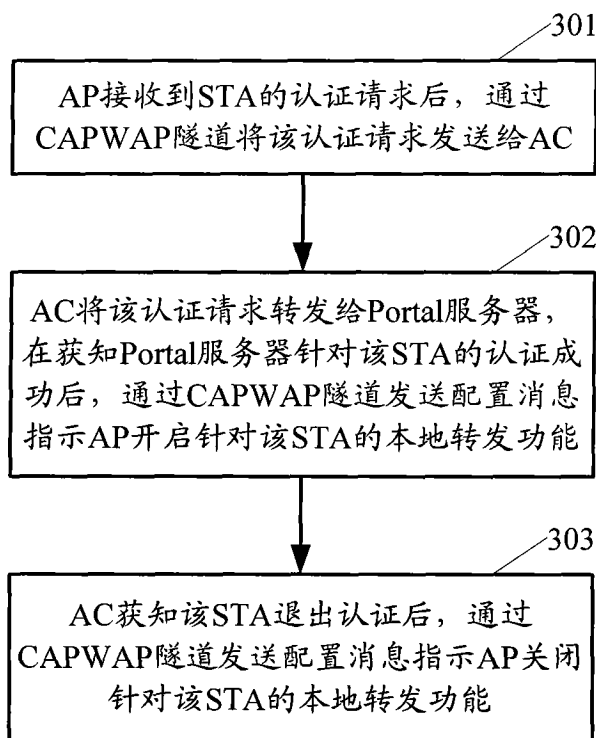 301
AP接收到STA的认证请求后，通过
CAPWAP隧道将该认证请求发送给AC
302
AC将该认证请求转发给Portal服务器，
在获知Portal服务器针对该STA的认证成
功后，通过CAPWAP隧道发送配置消息
指示AP开启针对该STA的本地转发功能
303
AC获知该STA退出认证后，通过
CAPWAP隧道发送配置消息指示AP关闭
针对该STA的本地转发功能